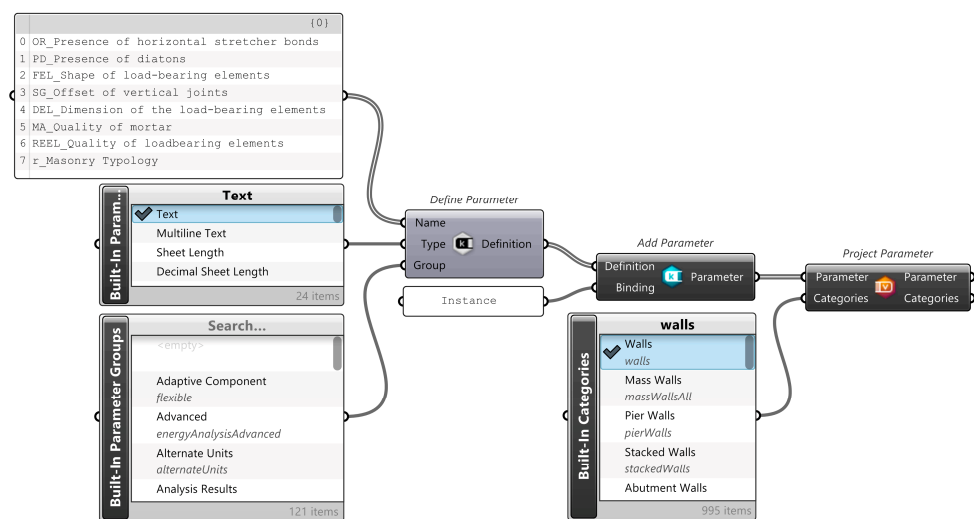 {0}
0 OR_Presence of horizontal stretcher bonds
1 PD_Presence of diatons
2 FEL_Shape of load-bearing elements
3 SG_Offset of vertical joints
4 DEL_Dimension of the load-bearing elements
5 MA_Quality of mortar
6 REEL_Quality of loadbearing elements
7 r_Masonry Typology
Built-In Param...
Text
Text
Multiline Text
Sheet Length
Decimal Sheet Length
24 items
Define Parameter
Name
Type Definition
Group
Instance
Add Parameter
Definition
Parameter
Binding
Project Parameter
Parameter Parameter
Categories Categories
Built-In Parameter Groups
Search...
<empty>
Adaptive Component
flexible
Advanced
energyAnalysisAdvanced
Alternate Units
alternateUnits
Analysis Results
121 items
Built-In Categories
walls
Walls
walls
Mass Walls
massWallsAll
Pier Walls
pierWalls
Stacked Walls
stackedWalls
Abutment Walls
995 items